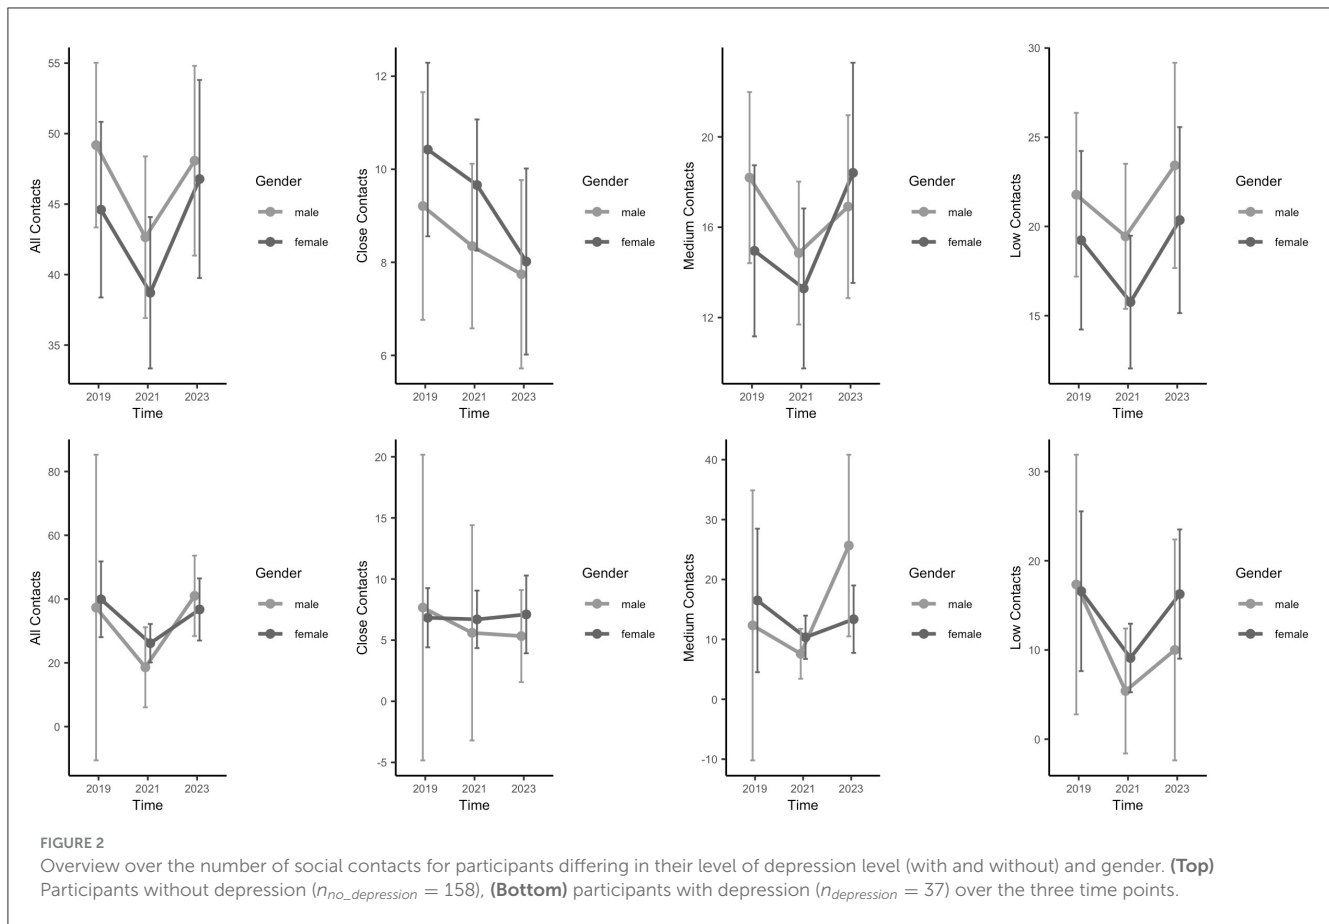 55
50
45
40
35
All Contacts
2019
2021
2023
Time
Gender
male
female
12
10
8
6
Close Contacts
2019
2021
2023
Time
Gender
male
female
20
16
12
Medium Contacts
2019
2021
2023
Time
Gender
male
female
30
25
20
15
Low Contacts
2019
2021
2023
Time
Gender
male
female
80
60
40
20
0
All Contacts
2019
2021
2023
Time
Gender
male
female
20
15
10
5
0
-5
Close Contacts
2019
2021
2023
Time
Gender
male
female
40
30
20
10
0
-10
Medium Contacts
2019
2021
2023
Time
Gender
male
female
30
20
10
0
Low Contacts
2019
2021
2023
Time
Gender
male
female
FIGURE 2
Overview over the number of social contacts for participants differing in their level of depression level (with and without) and gender. (Top)
Participants without depression (n_no_depression = 158), (Bottom) participants with depression (n_depression = 37) over the three time points.